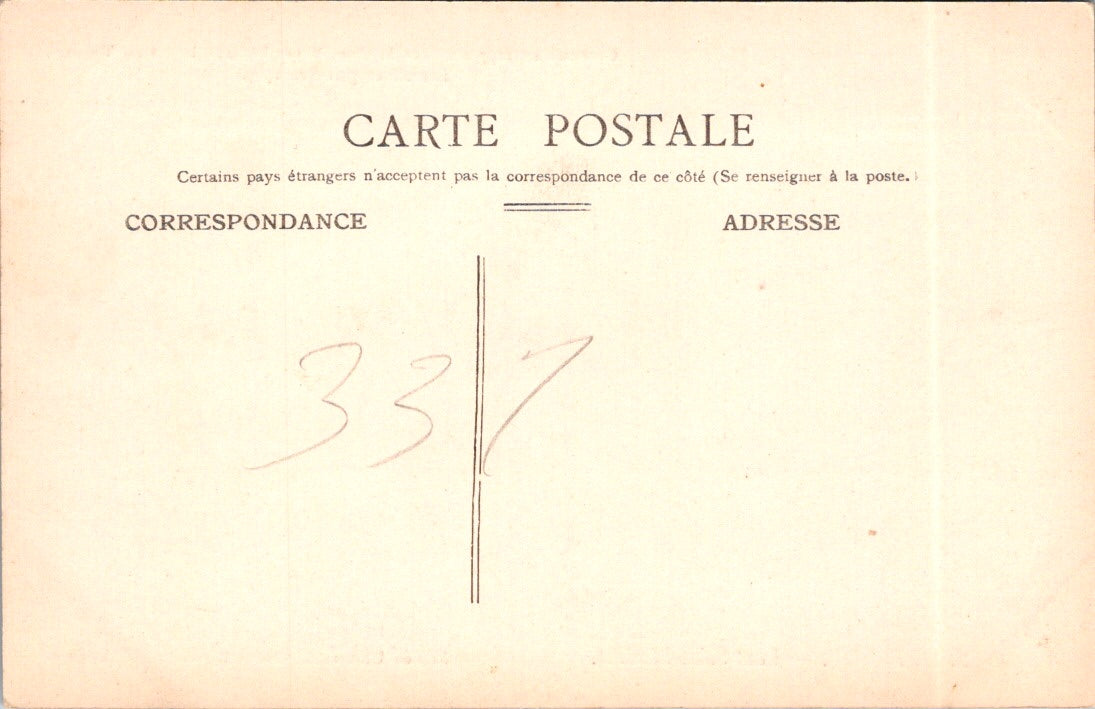 CARTE POSTALE
Certains pays étrangers n'acceptent pas la correspondance de ce côté (Se renseigner à la poste.)
CORRESPONDANCE
ADRESSE
337